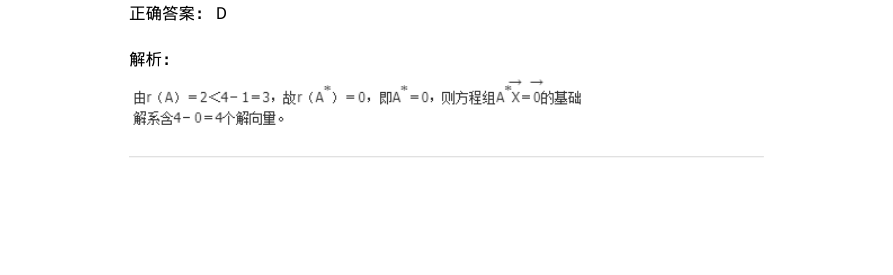 正确答案： D
解析：
由r（A）＝2＜4－1＝3，故r（A*）＝0，即A*＝0，则方程组A*X→＝0→的基础
解系含4－0＝4个解向量。